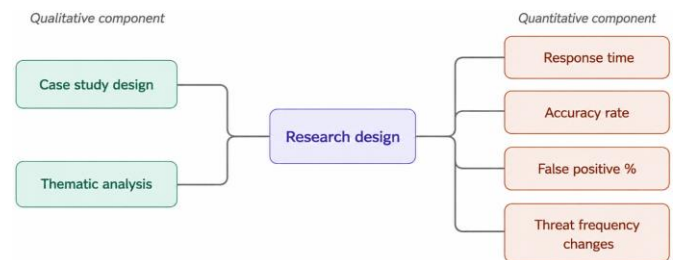 Qualitative component
Quantitative component
Case study design
Thematic analysis
Research design
Response time
Accuracy rate
False positive %
Threat frequency
changes